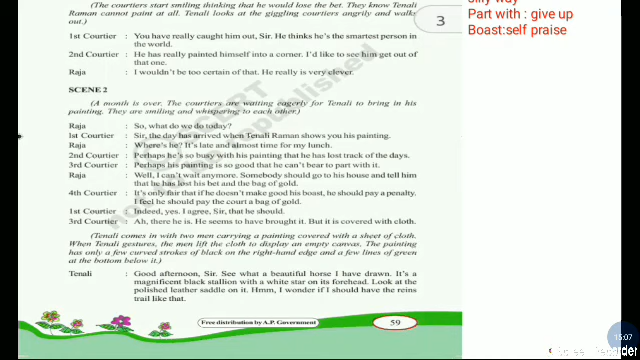 (The courtiers start smiling thinking that he would lose the bet. They know Tenali
Raman cannot paint at all. Tenali looks at the giggling courtiers angrily and walks
out.)
1st Courtier : You have really caught him out, Sir. He thinks he's the smartest person in
the world.
2nd Courtier : He has really painted himself into a corner. I'd like to see him get out of
that one.
Raja : I wouldn't be too certain of that. He really is very clever.
SCENE 2
(A month is over. The courtiers are waiting eagerly for Tenali to bring in his
painting. They are smiling and whispering to each other.)
Raja : So, what do we do today?
1st Courtier : Sir, the day has arrived when Tenali Raman shows you his painting.
Raja : Where's he? It's late and almost time for my lunch.
2nd Courtier : Perhaps he's so busy with his painting that he has lost track of the days.
3rd Courtier : Perhaps his painting is so good that he can't bear to part with it.
Raja : Well, I can't wait anymore. Somebody should go to his house and tell him
that he has lost his bet and the bag of gold.
4th Courtier : It's only fair that if he doesn't make good his boast, he should pay a penalty.
I feel he should pay the court a bag of gold.
1st Courtier : Indeed, yes. I agree, Sir, that he should.
3rd Courtier : Ah, there he is. He seems to have brought it. But it is covered with cloth.
(Tenali comes in with two men carrying a painting covered with a sheet of cloth.
When Tenali gestures, the men lift the cloth to display an empty canvas. The painting
has only a few curved strokes of black on the right-hand edge and a few lines of green
at the bottom below it.)
Tenali : Good afternoon, Sir. See what a beautiful horse I have drawn. It's a
magnificent black stallion with a white star on its forehead. Look at the
polished leather saddle on it. Hmm, I wonder if I should have the reins
trail like that.
Free distribution by A.P. Government
59
3
silly way
Part with : give up
Boast:self praise
15:07